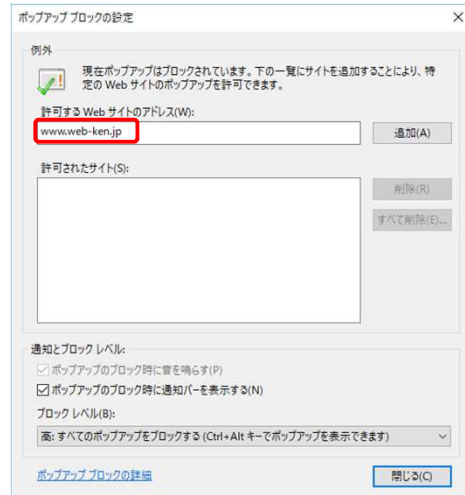 ポップアップ ブロックの設定
例外
現在ポップアップはブロックされています。下の一覧にサイトを追加することにより、特
定の Web サイトのポップアップを許可できます。
許可する Web サイトのアドレス(W):
www.web-ken.jp
追加(A)
許可されたサイト(S):
削除(R)
すべて削除(E)...
通知とブロック レベル:
ポップアップのブロック時に音を鳴らす(P)
ポップアップのブロック時に通知バーを表示する(N)
ブロック レベル(B):
高: すべてのポップアップをブロックする (Ctrl+Alt キーでポップアップを表示できます)
ポップアップ ブロックの詳細
閉じる(C)